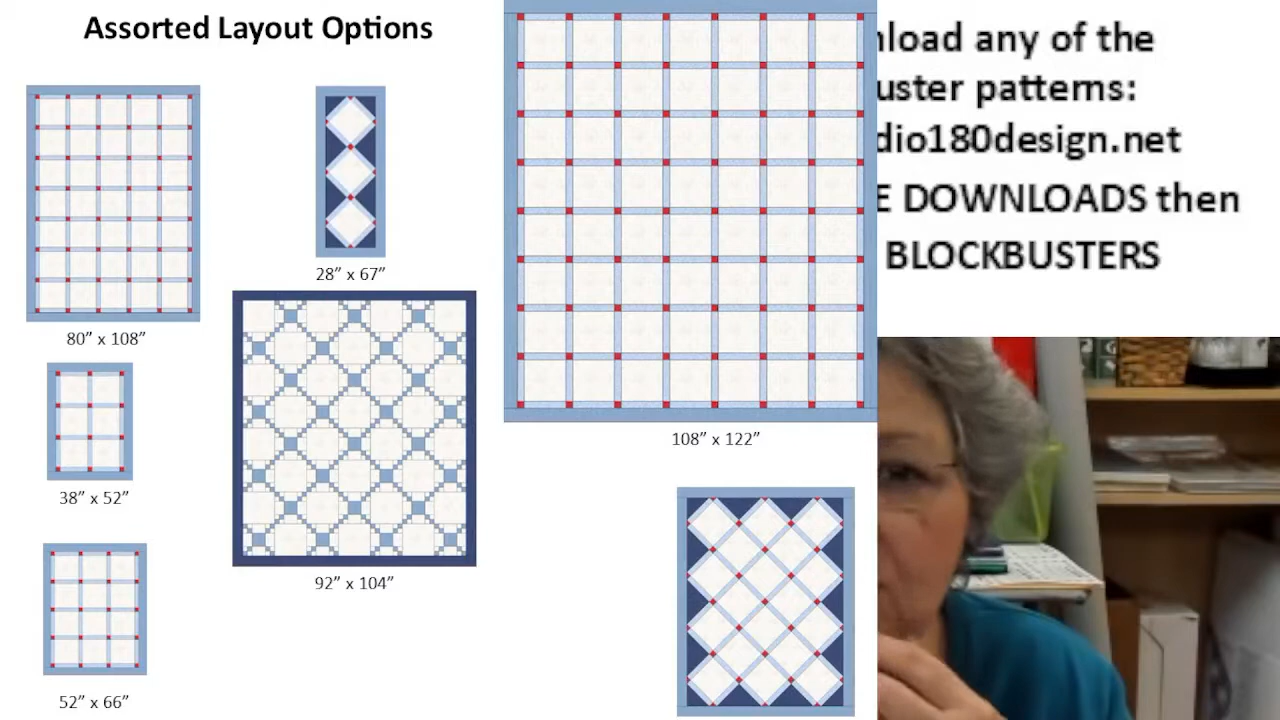 Assorted Layout Options
80” x 108”
28” x 67”
38” x 52”
92” x 104”
52” x 66”
108” x 122”
nload any of the
uster patterns:
dio180design.net
E DOWNLOADS then
BLOCKBUSTERS